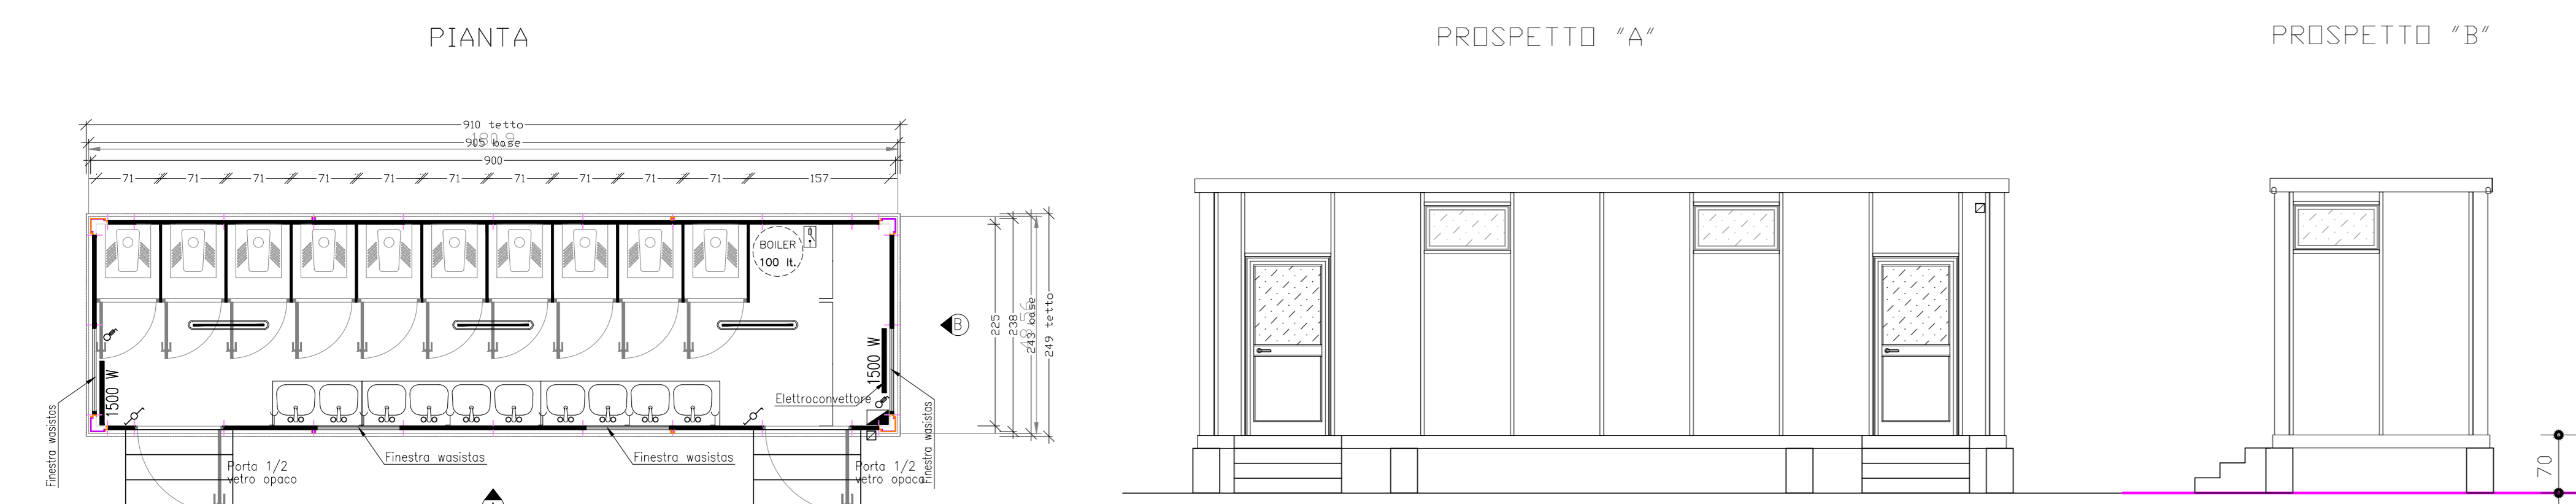 PIANTA
PROSPETTO "A"
PROSPETTO "B"
910 tetto
180.9
905 base
900
71 71 71 71 71 71 71 71 71 71 157
BOILER
100 lt.
B
225
238
243 base
249 tetto
1500 W
1500 W
Elettroconvettore
Finestra wasistas
Finestra wasistas
Finestra wasistas
Finestra wasistas
Porta 1/2
vetro opaco
Porta 1/2
vetro opaco
70